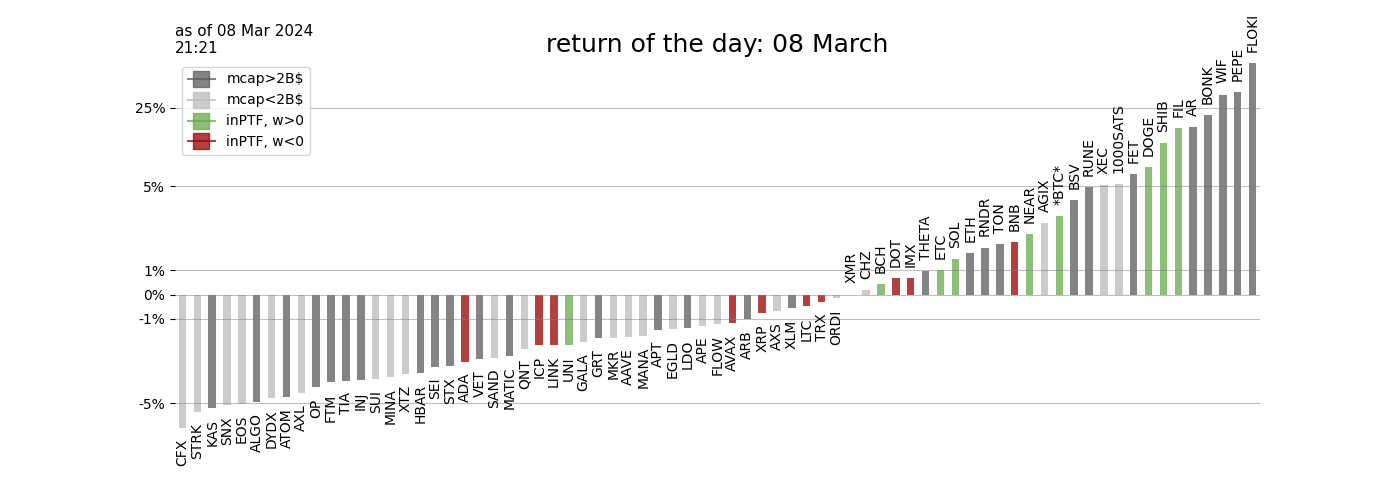 as of 08 Mar 2024
21:21
return of the day: 08 March
mcap>2B$
mcap<2B$
inPTF, w>0
inPTF, w<0
25%
5%
1%
0%
-1%
-5%
CFX
STRK
KAS
SNX
EOS
ALGO
DYDX
ATOM
AXL
OP
FTM
TIA
INJ
SUI
MINA
XTZ
HBAR
SEI
STX
ADA
VET
SAND
MATIC
QNT
ICP
LINK
UNI
GALA
GRT
MKR
AAVE
MANA
APT
EGLD
LDO
APE
FLOW
AVAX
ARB
XRP
AXS
XLM
LTC
TRX
ORDI
XMR
CHZ
BCH
DOT
IMX
THETA
ETC
SOL
ETH
RNDR
TON
BNB
NEAR
AGIX
*BTC*
BSV
RUNE
XEC
1000SATS
FET
DOGE
SHIB
FIL
AR
BONK
WIF
PEPE
FLOKI